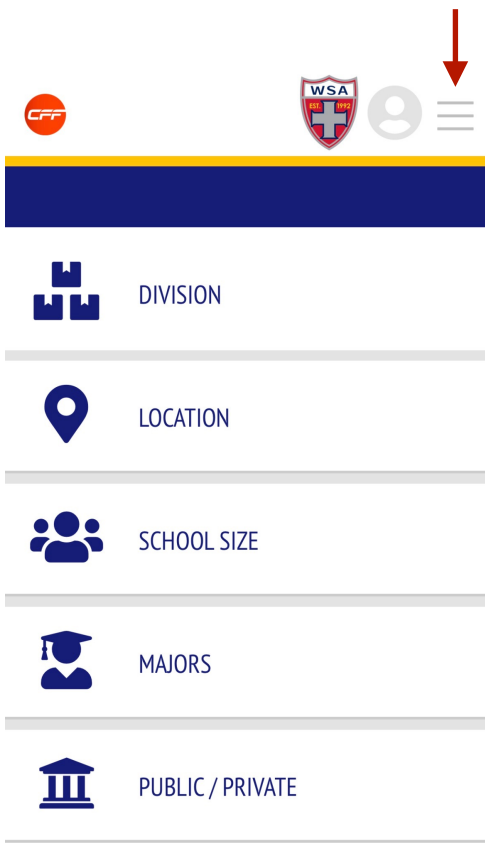 CFF
WSA
EST. 1992
DIVISION
LOCATION
SCHOOL SIZE
MAJORS
PUBLIC / PRIVATE